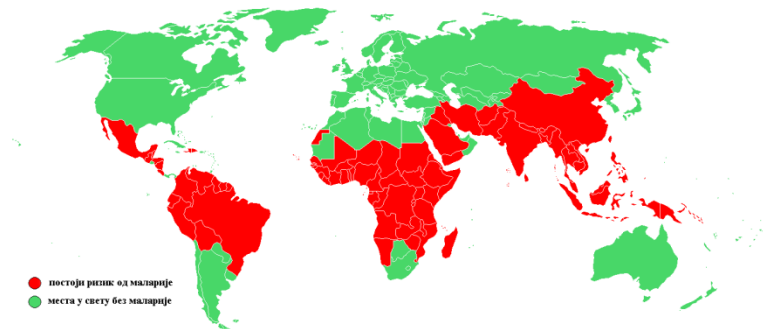 постоји ризик од маларије
места у свету без маларије